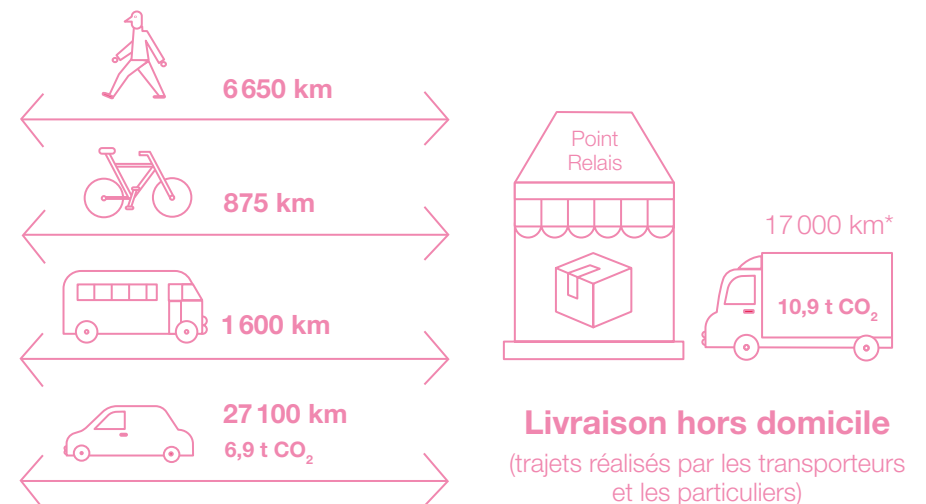 6 650 km
875 km
1 600 km
27 100 km
6,9 t CO₂
Point
Relais
17 000 km*
10,9 t CO₂
Livraison hors domicile
(trajets réalisés par les transporteurs
et les particuliers)